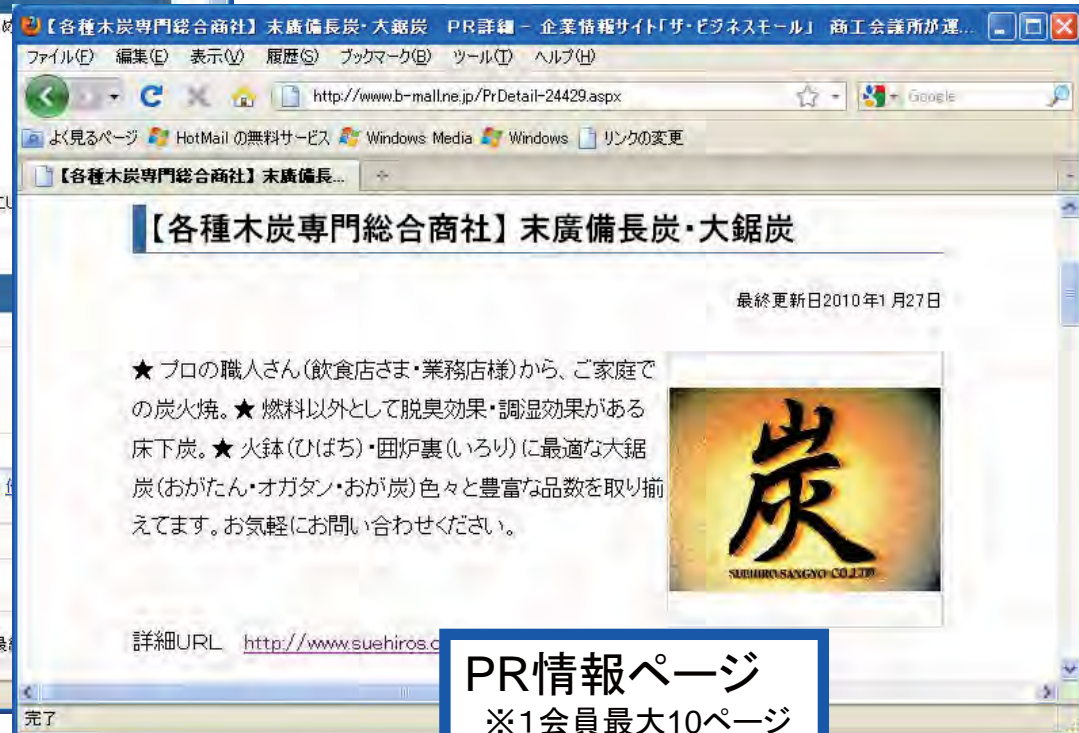 【各種木炭専門総合商社】末廣備長炭・大鋸炭　PR詳細 - 企業情報サイト「ザ・ビジネスモール」 商工会議所が運...
ファイル(F) 編集(E) 表示(V) 履歴(S) ブックマーク(B) ツール(T) ヘルプ(H)
http://www.b-mall.ne.jp/PrDetail-24429.aspx
Google
よく見るページ HotMail の無料サービス Windows Media Windows リンクの変更
【各種木炭専門総合商社】末廣備長...
【各種木炭専門総合商社】末廣備長炭・大鋸炭
最終更新日2010年1月27日
★ プロの職人さん(飲食店さま・業務店様)から、ご家庭で
の炭火焼。★ 燃料以外として脱臭効果・調湿効果がある
床下炭。★ 火鉢(ひばち)・囲炉裏(いろり)に最適な大鋸
炭(おがたん・オガタン・おが炭)色々と豊富な品数を取り揃
えてます。お気軽にお問い合わせください。
炭
SUEHIRO SANGYO CO.LTD
詳細URL http://www.suehiros.c
PR情報ページ
※1会員最大10ページ
完了